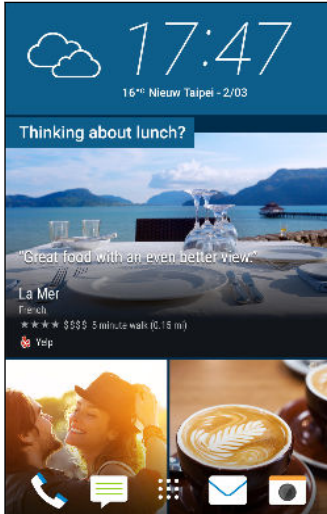 17:47
16°C Nieuw Taipei - 2/03
Thinking about lunch?
"Great food with an even better view."
La Mer
French
★★★★ $$$$ 5 minute walk (0.15 mi)
Yelp